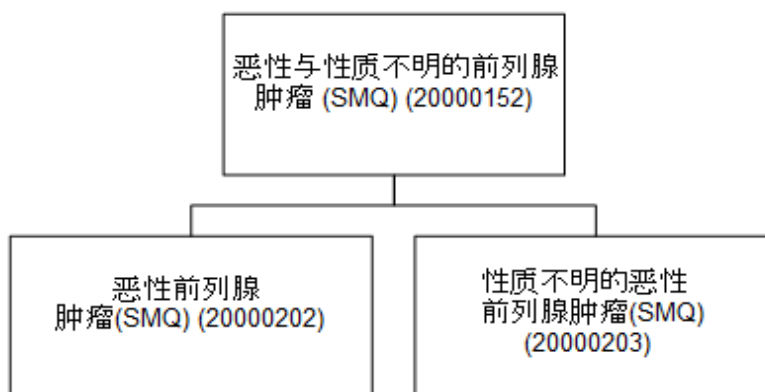 恶性与性质不明的前列腺
肿瘤 (SMQ) (20000152)
恶性前列腺
肿瘤(SMQ) (20000202)
性质不明的恶性
前列腺肿瘤(SMQ)
(20000203)